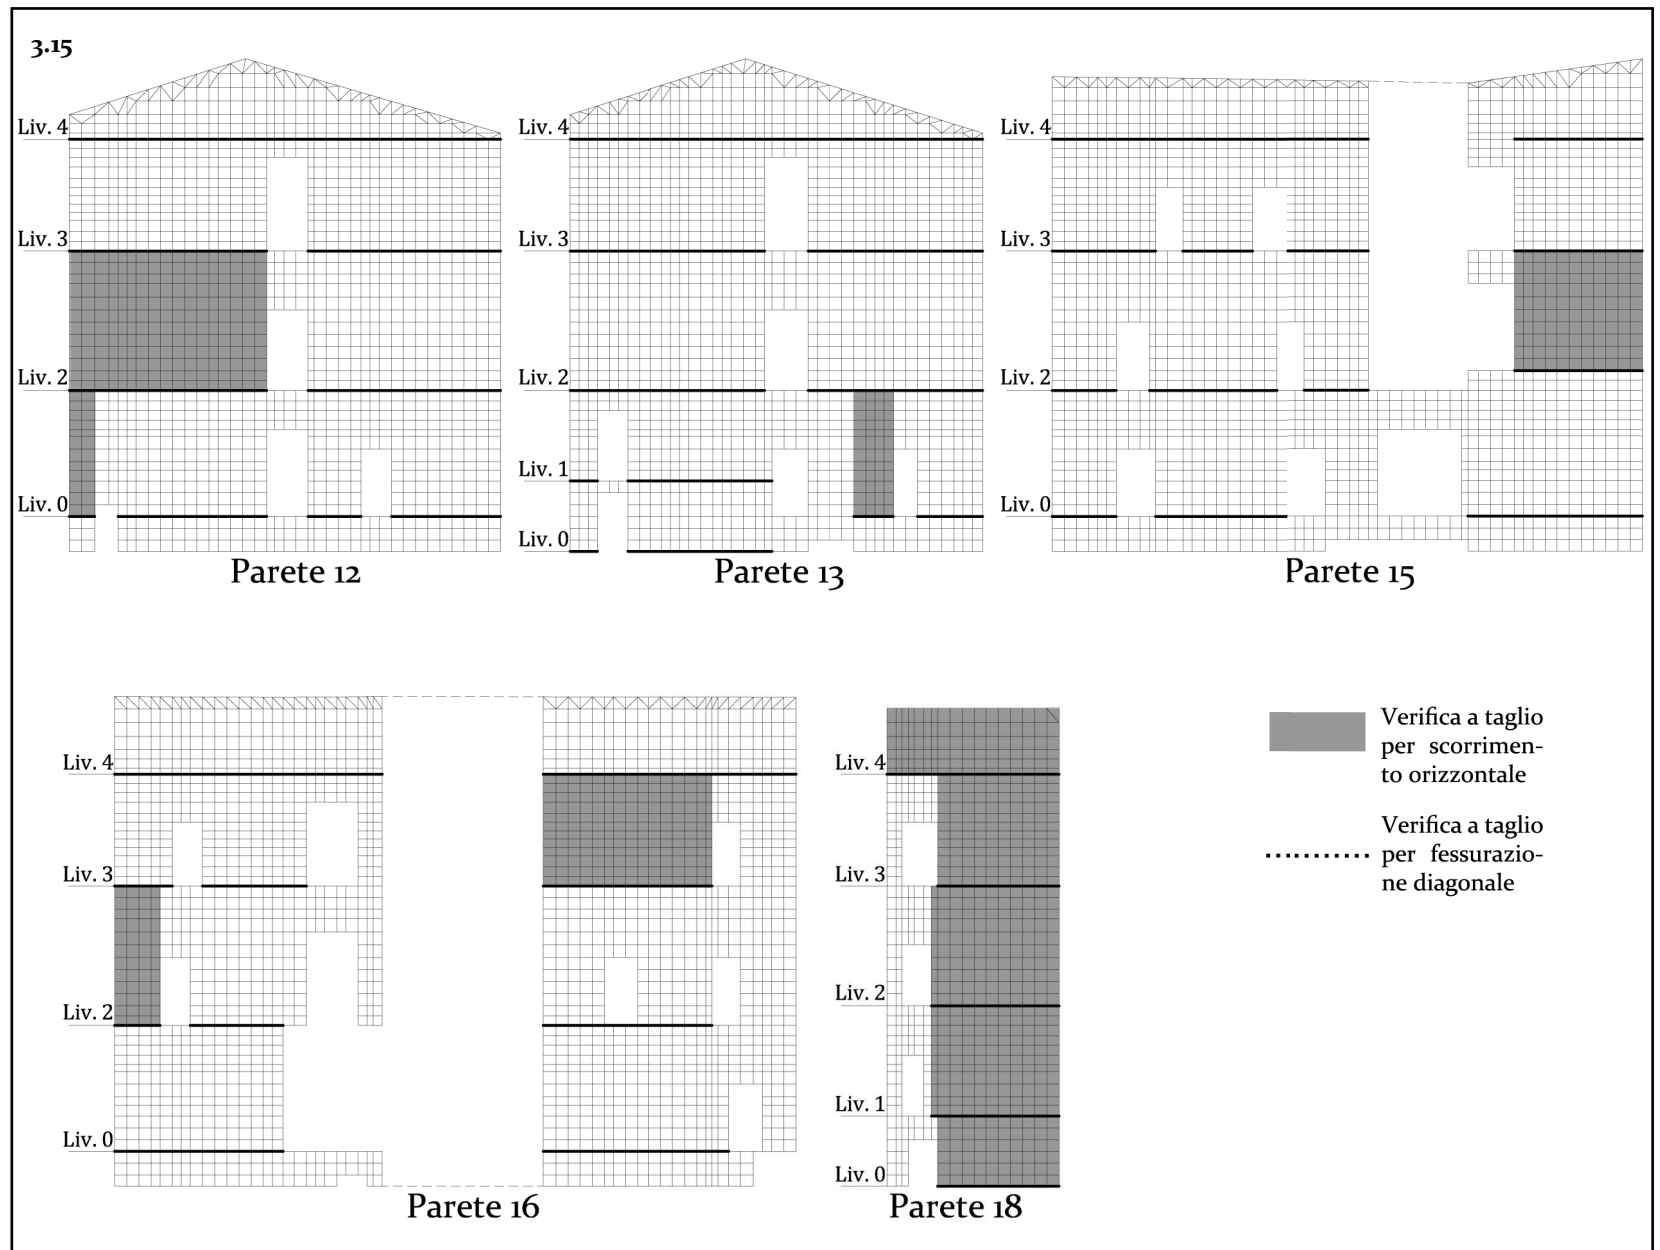 3.15
Liv. 4
Liv. 3
Liv. 2
Liv. 0
Parete 12
Liv. 4
Liv. 3
Liv. 2
Liv. 1
Liv. 0
Parete 13
Liv. 4
Liv. 3
Liv. 2
Liv. 0
Parete 15
Liv. 4
Liv. 3
Liv. 2
Liv. 0
Parete 16
Liv. 4
Liv. 3
Liv. 2
Liv. 1
Liv. 0
Parete 18
Verifica a taglio
per scorrimen-
to orizzontale
Verifica a taglio
per fessurazio-
ne diagonale